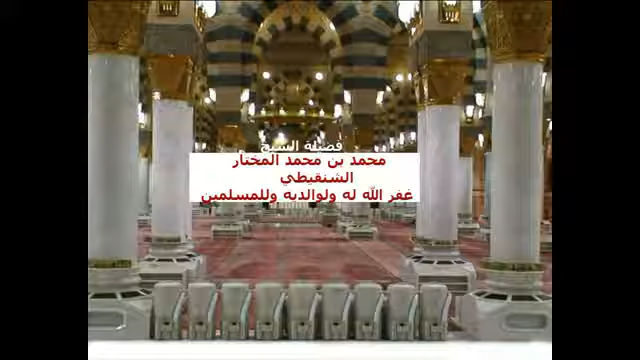 فضيلة الشيخ
محمد بن محمد المختار
الشنقيطي
غفر الله له ولوالديه وللمسلمين